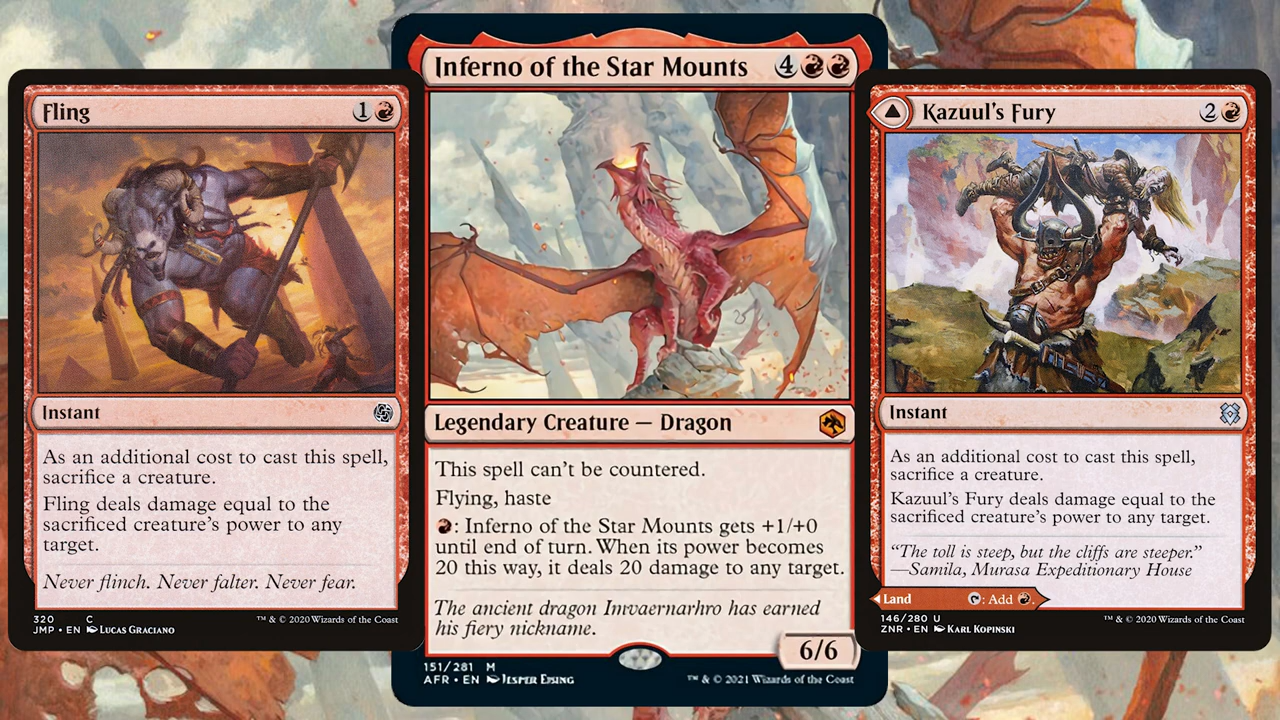 Fling 1
Instant
As an additional cost to cast this spell,
sacrifice a creature.
Fling deals damage equal to the
sacrificed creature's power to any
target.
Never flinch. Never falter. Never fear.
320 C
JMP • EN Lucas Graciano
™ & © 2020 Wizards of the Coast
Inferno of the Star Mounts 4
Legendary Creature — Dragon
This spell can't be countered.
Flying, haste
: Inferno of the Star Mounts gets +1/+0
until end of turn. When its power becomes
20 this way, it deals 20 damage to any target.
The ancient dragon Imvaernarhro has earned
his fiery nickname.
6/6
151/281 M
AFR • EN Jesper Ejsing
™ & © 2021 Wizards of the Coast
Kazuul's Fury 2
Instant
As an additional cost to cast this spell,
sacrifice a creature.
Kazuul's Fury deals damage equal to the
sacrificed creature's power to any target.
“The toll is steep, but the cliffs are steeper.”
—Samila, Murasa Expeditionary House
Land : Add .
146/280 U
ZNR • EN Karl Kopinski
™ & © 2020 Wizards of the Coast